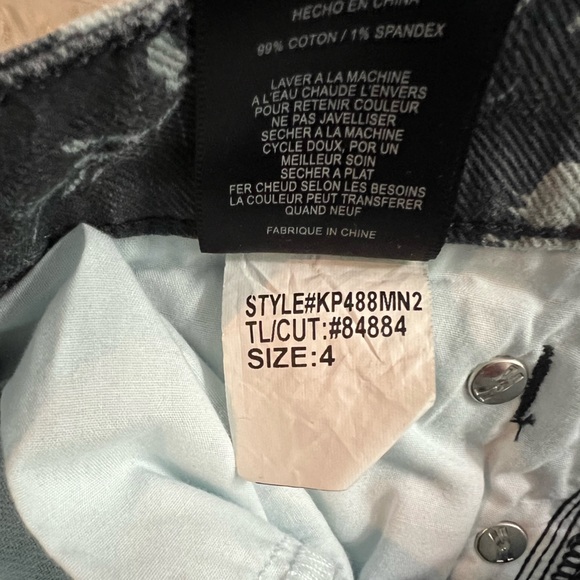 HECHO EN CHINA
99% COTON / 1% SPANDEX
LAVER A LA MACHINE
A L'EAU CHAUDE L'ENVERS
POUR RETENIR COULEUR
NE PAS JAVELLISER
SECHER A LA MACHINE
CYCLE DOUX, POR UN
MEILLEUR SOIN
SECHER A PLAT
FER CHEUD SELON LES BESOINS
LA COULEUR PEUT TRANSFERER
QUAND NEUF
FABRIQUE IN CHINE
STYLE#KP488MN2
TL/CUT:#84884
SIZE:4